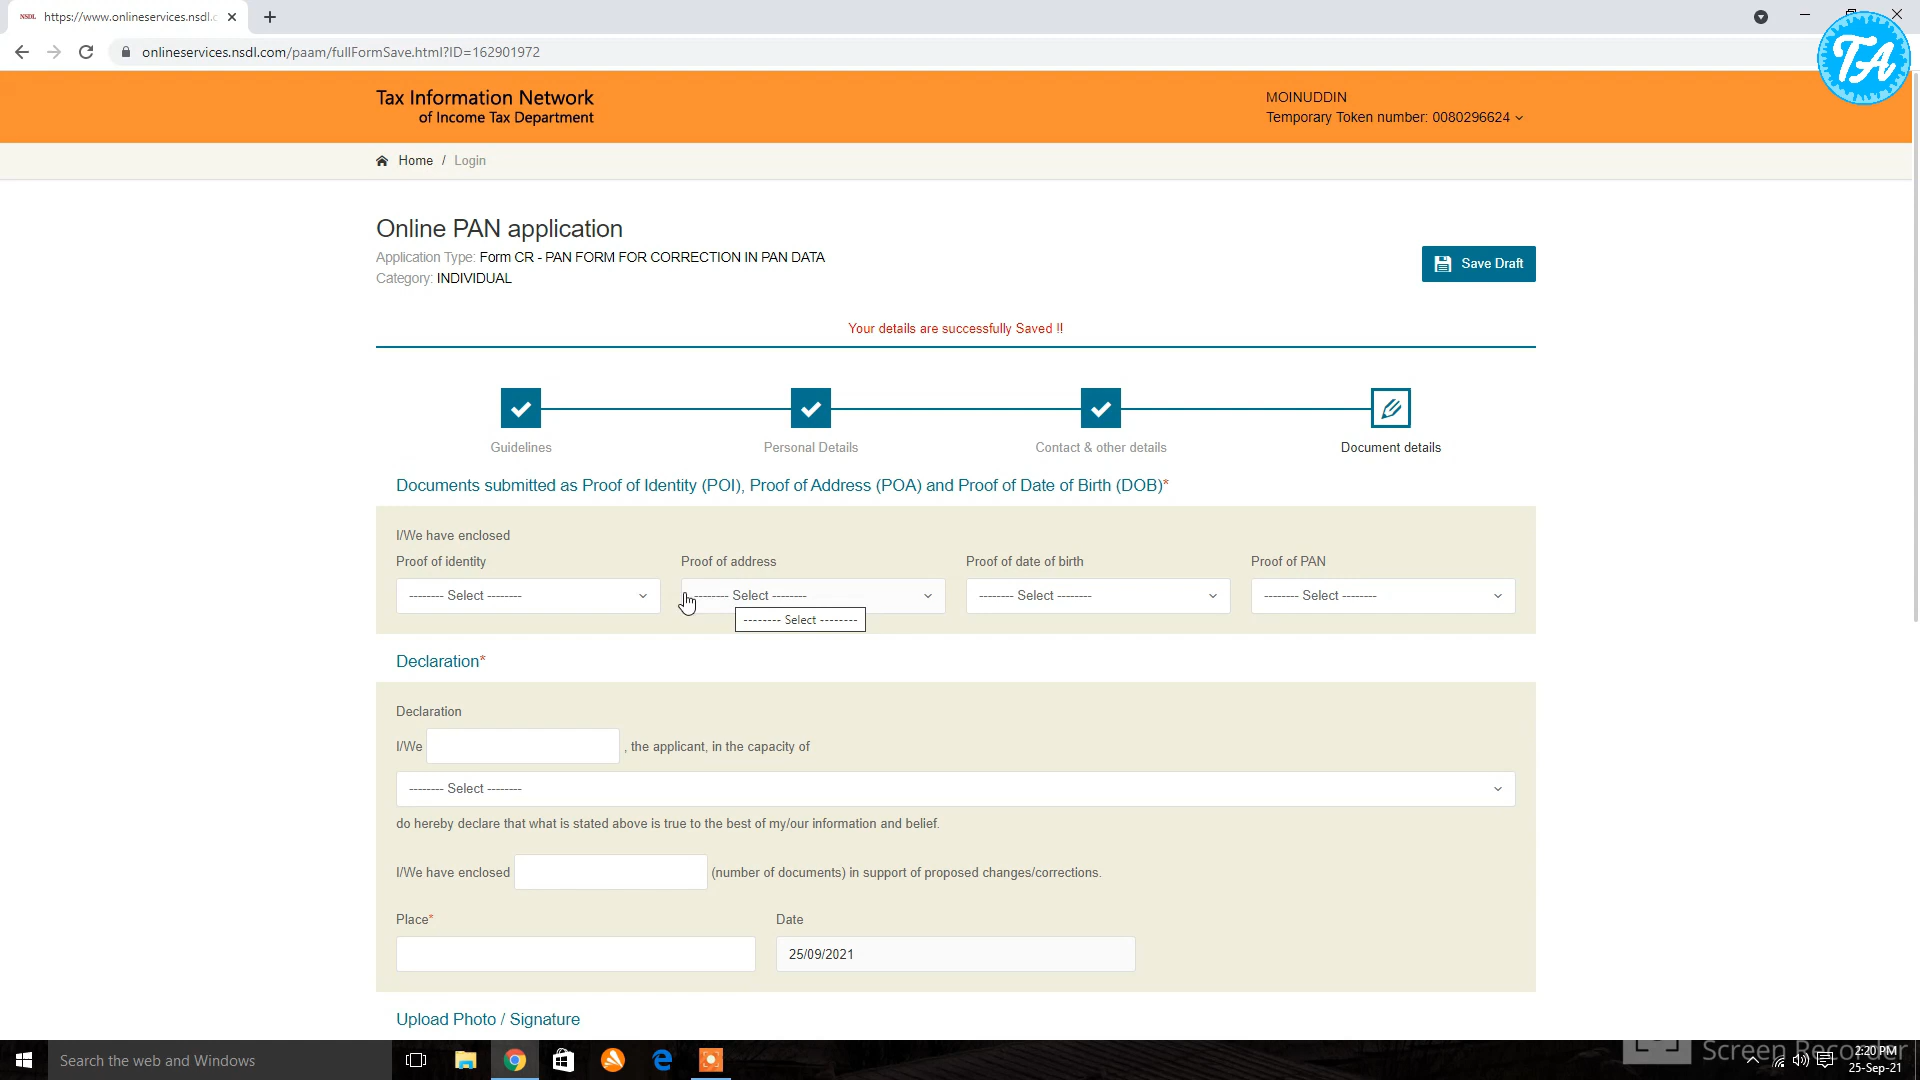 NSDL https://www.onlineservices.nsdl.c
onlineservices.nsdl.com/paam/fullFormSave.html?ID=162901972
TA
Tax Information Network
of Income Tax Department
MOINUDDIN
Temporary Token number: 0080296624
Home / Login
Online PAN application
Application Type: Form CR - PAN FORM FOR CORRECTION IN PAN DATA
Category: INDIVIDUAL
Save Draft
Your details are successfully Saved !!
Guidelines
Personal Details
Contact & other details
Document details
Documents submitted as Proof of Identity (POI), Proof of Address (POA) and Proof of Date of Birth (DOB)*
I/We have enclosed
Proof of identity
Proof of address
Proof of date of birth
Proof of PAN
-------- Select --------
-------- Select --------
-------- Select --------
-------- Select --------
-------- Select --------
Declaration*
Declaration
I/We , the applicant, in the capacity of
-------- Select --------
do hereby declare that what is stated above is true to the best of my/our information and belief.
I/We have enclosed (number of documents) in support of proposed changes/corrections.
Place*
Date
25/09/2021
Upload Photo / Signature
Search the web and Windows
Screen Recorder
2:20 PM
25-Sep-21